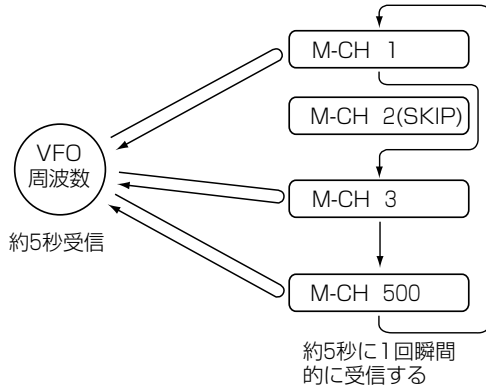 M-CH 1
M-CH 2(SKIP)
VFO
周波数
M-CH 3
約5秒受信
M-CH 500
約5秒に1回瞬間
的に受信する